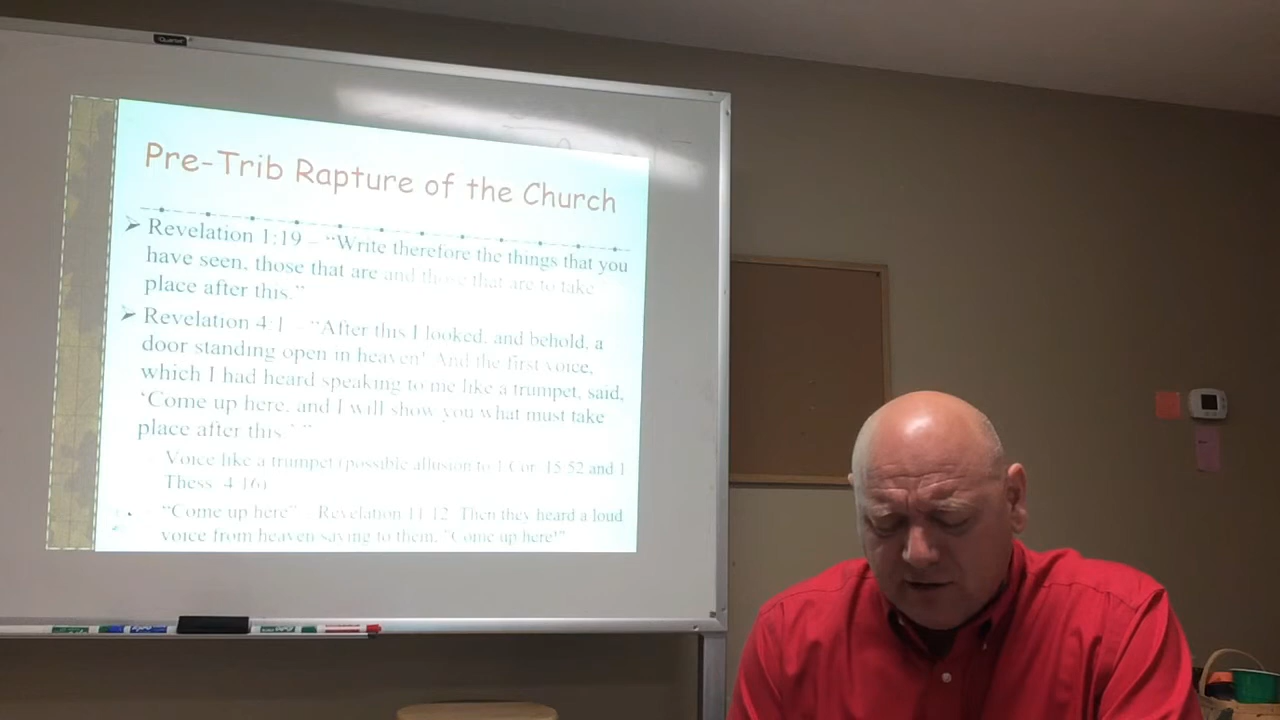 Quartet
Pre-Trib Rapture of the Church
Revelation 1:19 – “Write therefore the things that you
have seen, those that are and those that are to take
place after this.”
Revelation 4:1 – “After this I looked, and behold, a
door standing open in heaven! And the first voice,
which I had heard speaking to me like a trumpet, said,
‘Come up here, and I will show you what must take
place after this.’ ”
Voice like a trumpet (possible allusion to 1 Cor. 15:52 and 1
Thess. 4:16)
“Come up here” – Revelation 11:12 Then they heard a loud
voice from heaven saying to them, "Come up here!"